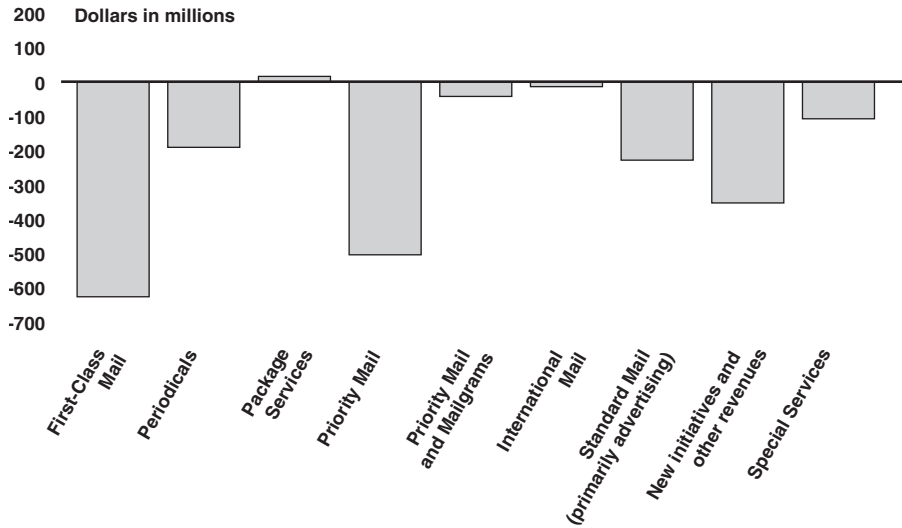 Dollars in millions
200
100
0
-100
-200
-300
-400
-500
-600
-700
First-Class
Mail
Periodicals
Package
Services
Priority Mail
Priority Mail
and Mailgrams
International
Mail
Standard Mail
(primarily advertising)
New initiatives and
other revenues
Special Services